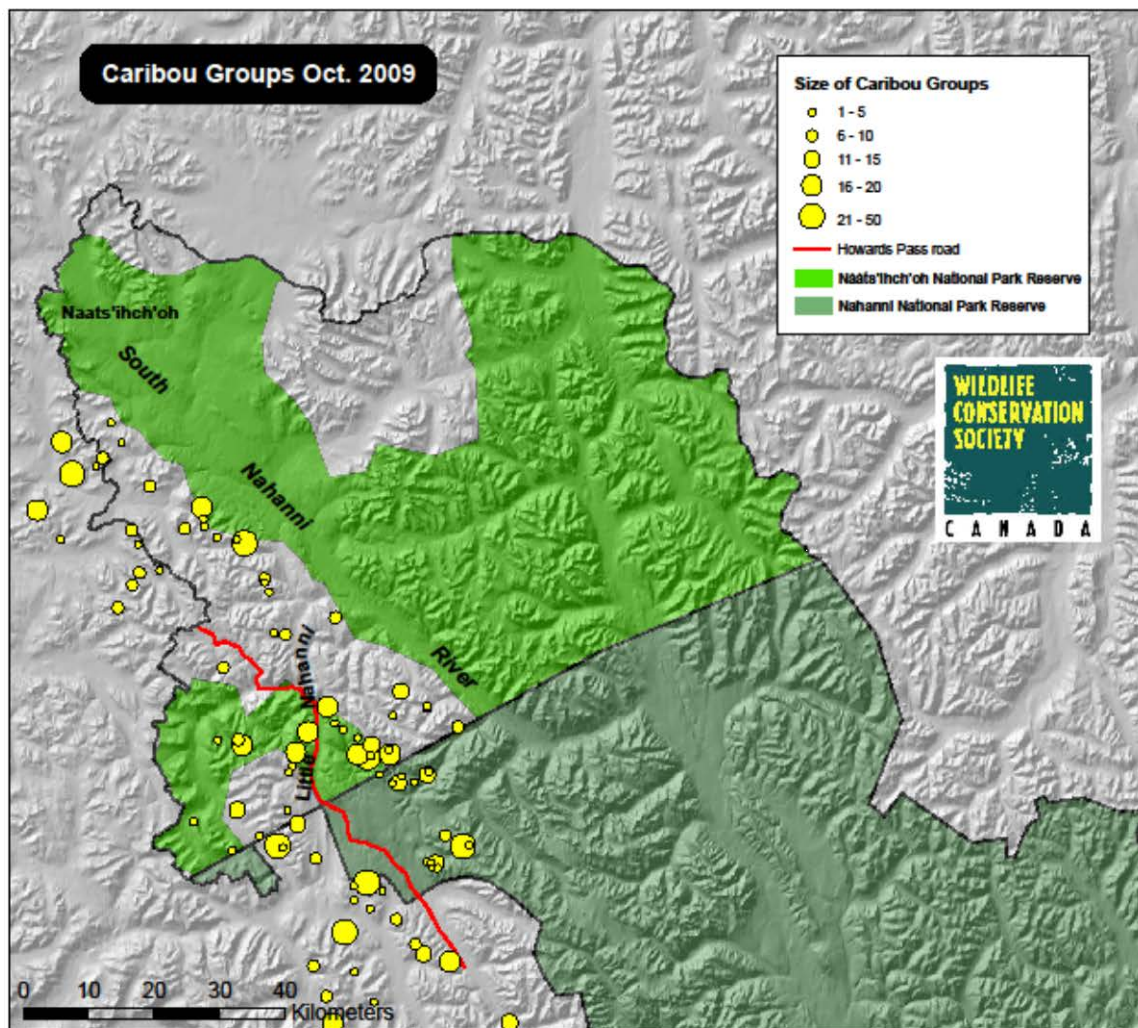 Caribou Groups Oct. 2009
Size of Caribou Groups
1 - 5
6 - 10
11 - 15
16 - 20
21 - 50
Howards Pass road
Nááts'ihch'oh National Park Reserve
Nahanni National Park Reserve
Naats'ihch'oh
South
Nahanni
River
Little Nahanni
WILDLIFE
CONSERVATION
SOCIETY
CANADA
0 10 20 30 40
Kilometers